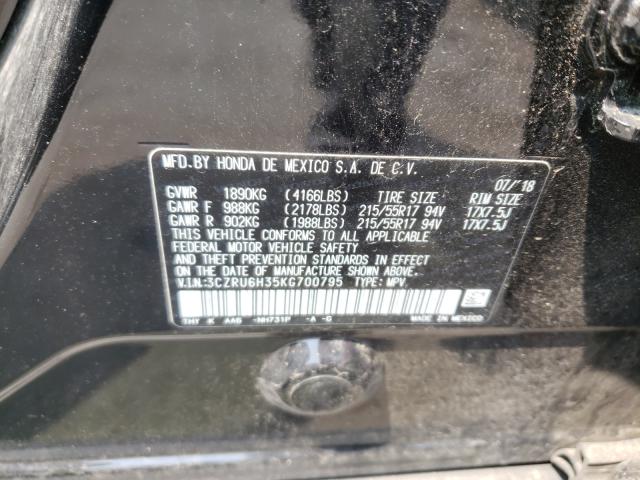 MFD. BY HONDA DE MEXICO S.A. DE C.V.
07/'18
GVWR 1890KG (4166LBS) TIRE SIZE RIM SIZE
GAWR F 988KG (2178LBS) 215/55R17 94V 17X7.5J
GAWR R 902KG (1988LBS) 215/55R17 94V 17X7.5J
THIS VEHICLE CONFORMS TO ALL APPLICABLE
FEDERAL MOTOR VEHICLE SAFETY
AND THEFT PREVENTION STANDARDS IN EFFECT
ON THE DATE OF MANUFACTURE SHOWN ABOVE.
V.I.N.:3CZRU6H35KG700795 TYPE: MPV
THY K AAB -NH731P -A -G MADE IN MEXICO